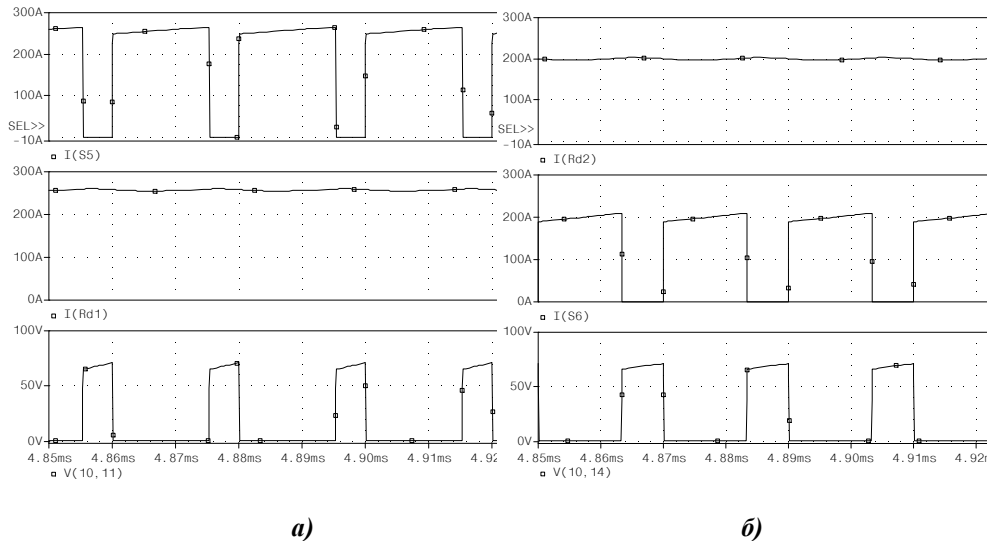 300A
200A
100A
SEL>>
-10A
I(S5)
300A
200A
100A
0A
I(Rd1)
100V
50V
0V
4.85ms 4.86ms 4.87ms 4.88ms 4.89ms 4.90ms 4.91ms 4.92
V(10,11)
300A
200A
100A
SEL>>
-10A
I(Rd2)
300A
200A
100A
0A
I(S6)
100V
50V
0V
4.85ms 4.86ms 4.87ms 4.88ms 4.89ms 4.90ms 4.91ms 4.92m
V(10,14)
а)
б)